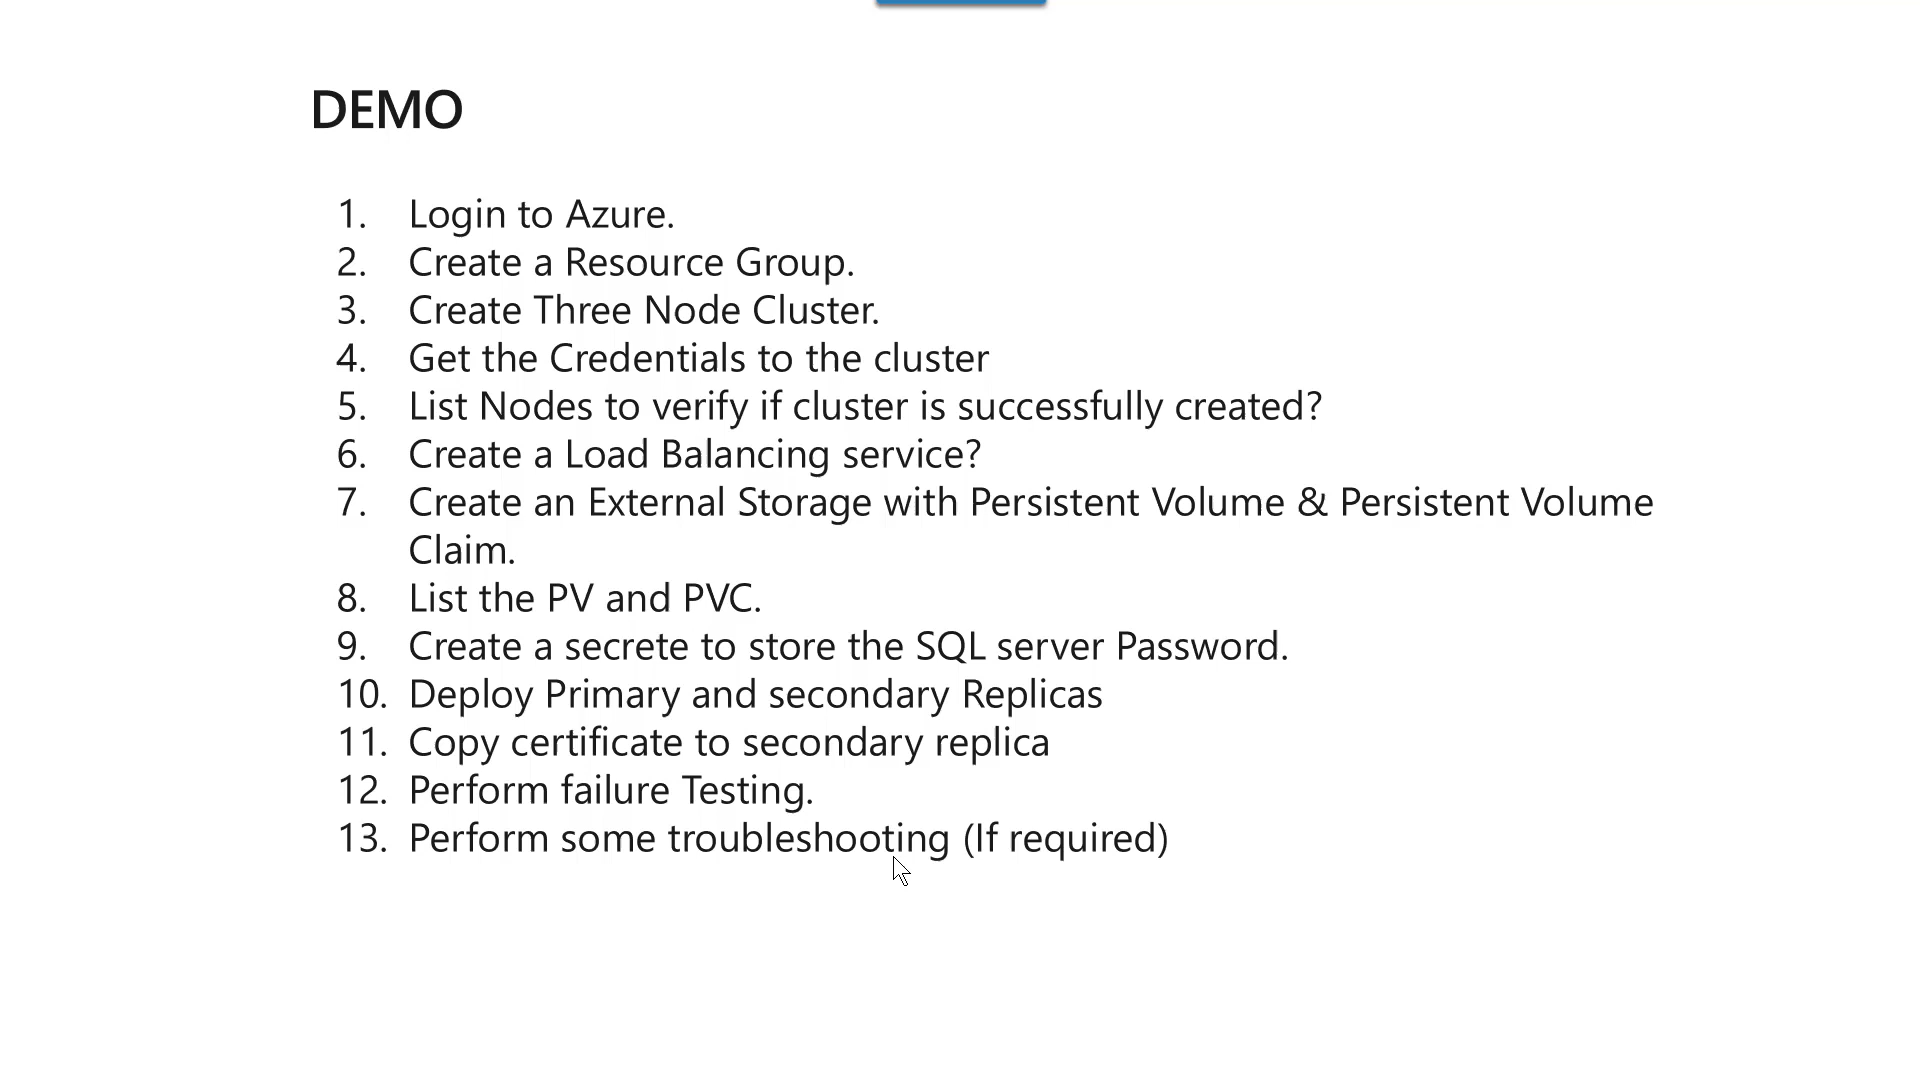 DEMO
1. Login to Azure.
2. Create a Resource Group.
3. Create Three Node Cluster.
4. Get the Credentials to the cluster
5. List Nodes to verify if cluster is successfully created?
6. Create a Load Balancing service?
7. Create an External Storage with Persistent Volume & Persistent Volume
Claim.
8. List the PV and PVC.
9. Create a secrete to store the SQL server Password.
10. Deploy Primary and secondary Replicas
11. Copy certificate to secondary replica
12. Perform failure Testing.
13. Perform some troubleshooting (If required)